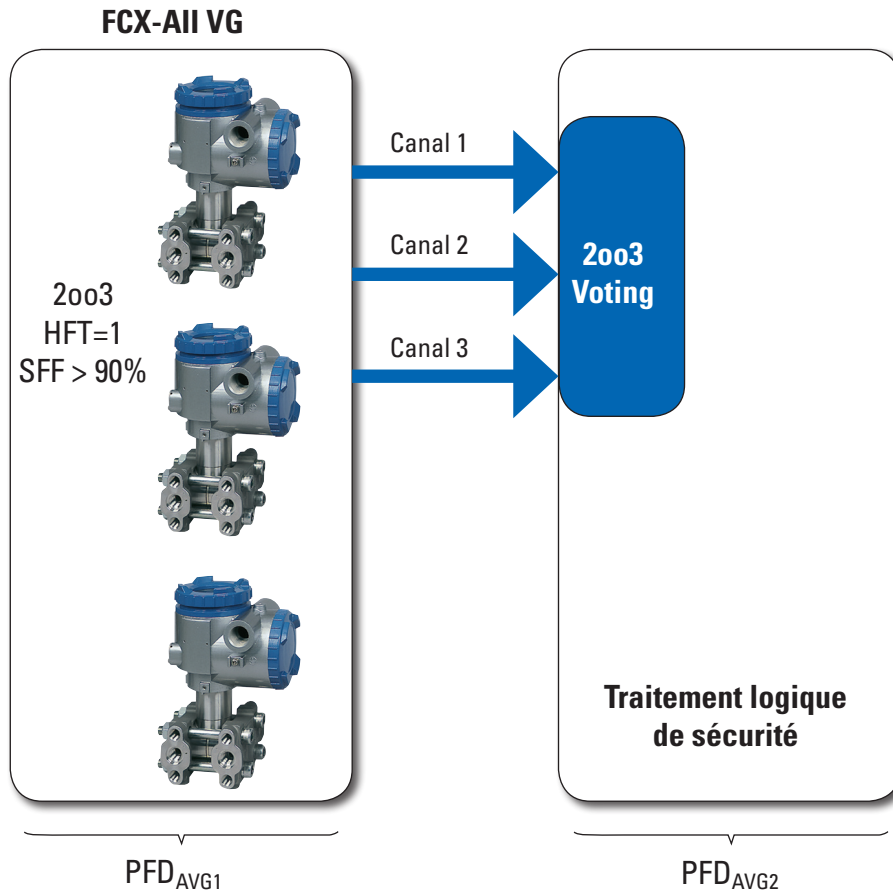 FCX-AII VG
2oo3
HFT=1
SFF > 90%
Canal 1
Canal 2
Canal 3
2oo3
Voting
Traitement logique
de sécurité
PFDAVG1
PFDAVG2